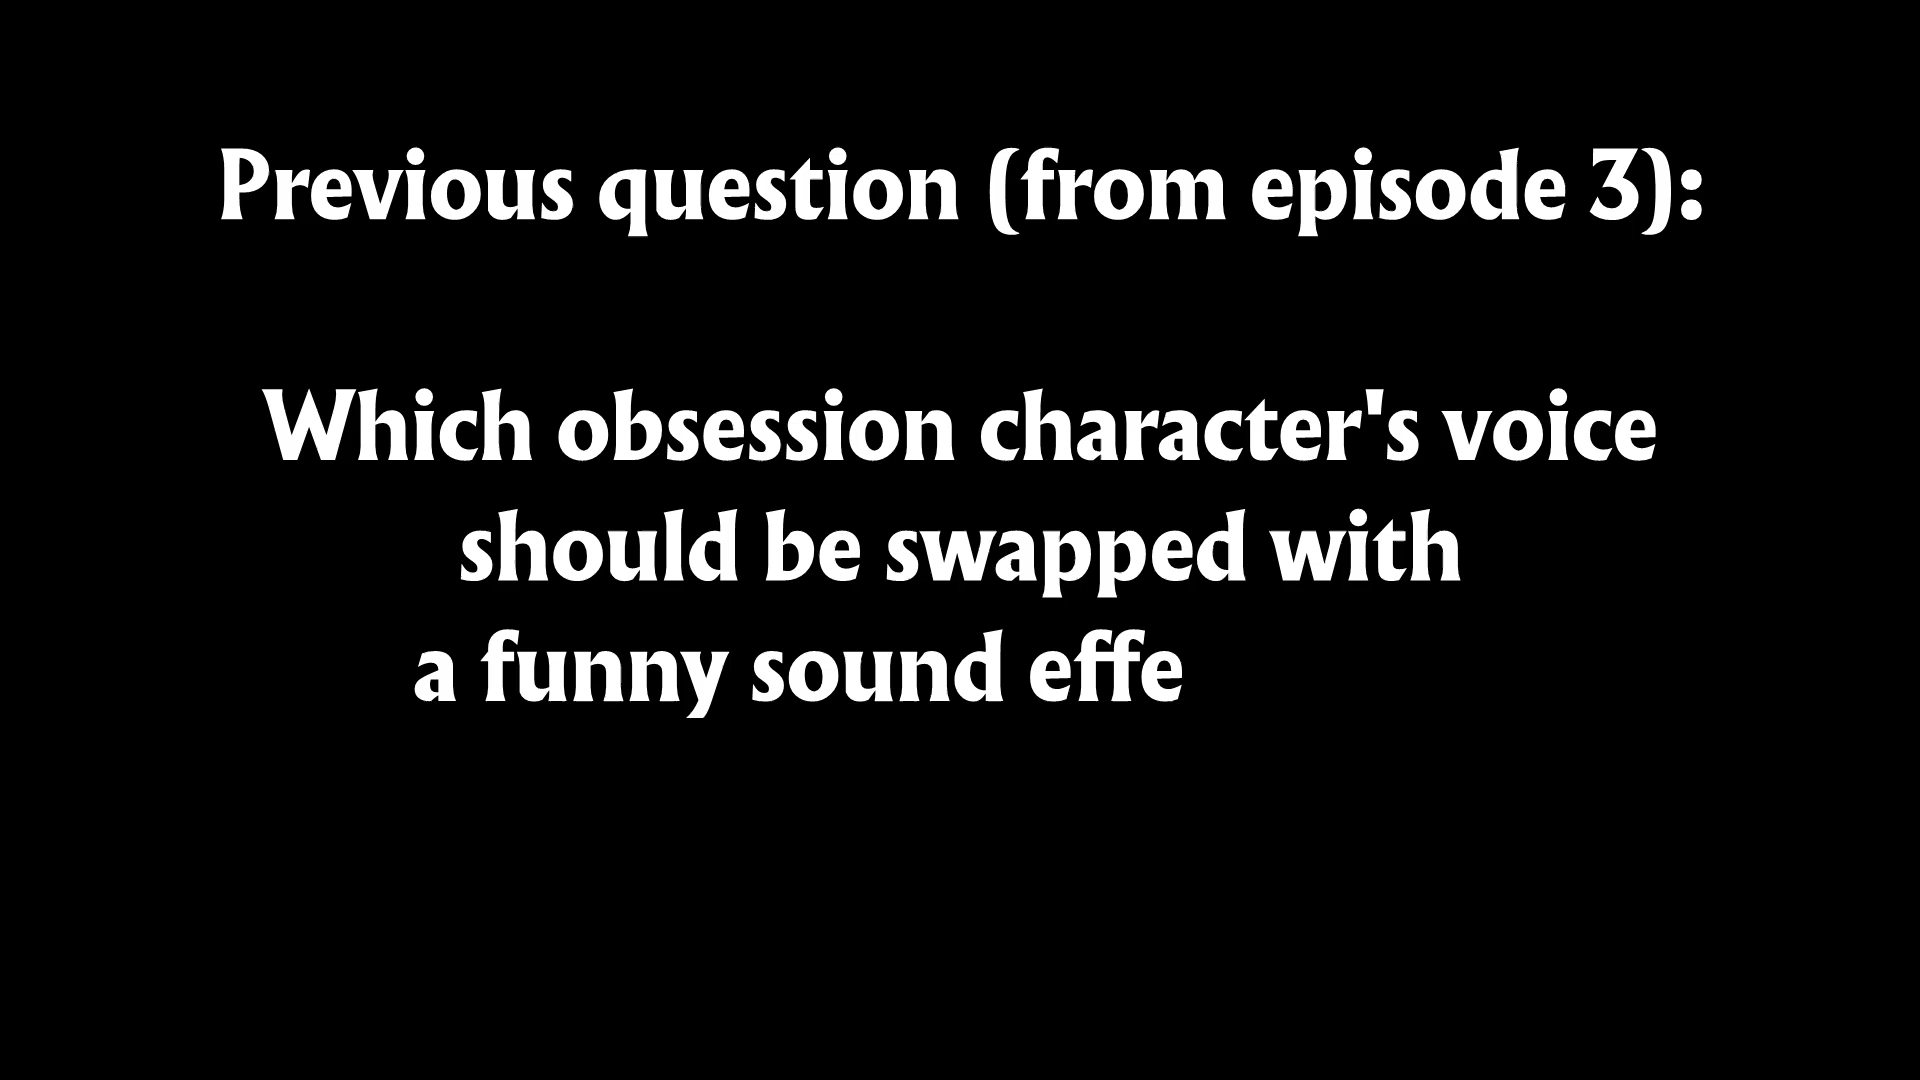 Previous question (from episode 3):
Which obsession character's voice
should be swapped with
a funny sound effe